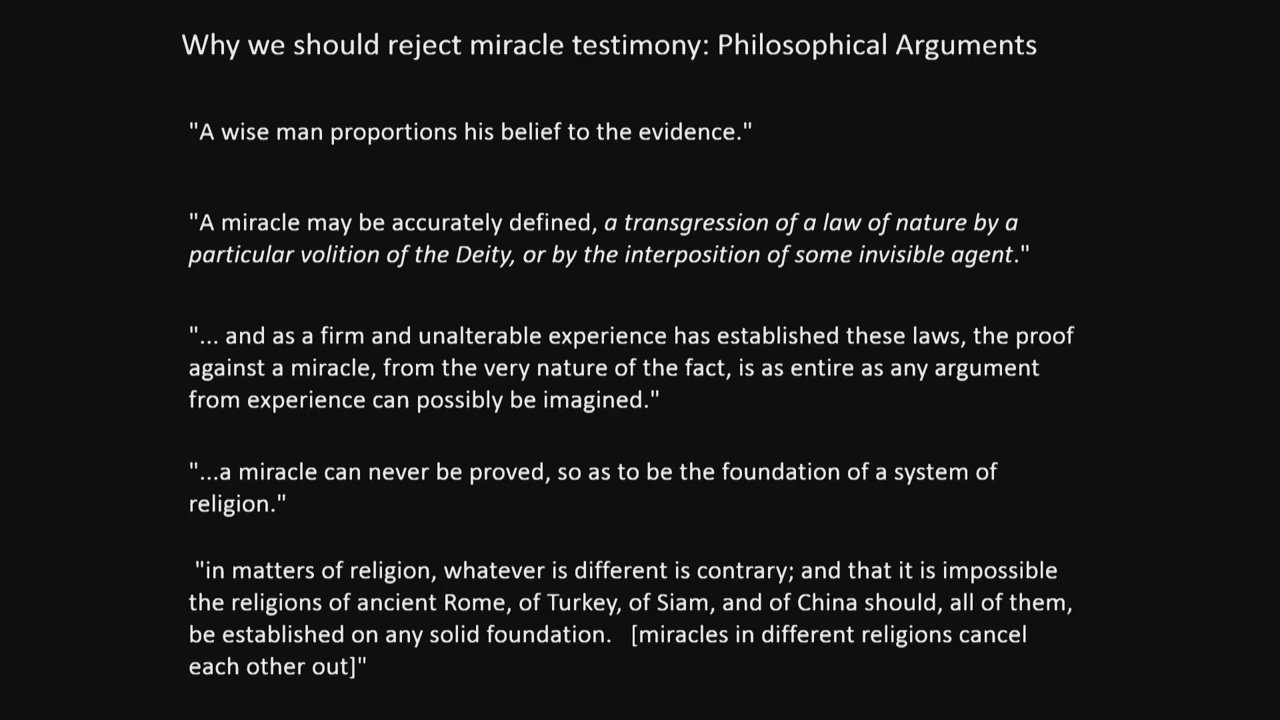 Why we should reject miracle testimony: Philosophical Arguments
"A wise man proportions his belief to the evidence."
"A miracle may be accurately defined, a transgression of a law of nature by a
particular volition of the Deity, or by the interposition of some invisible agent."
"... and as a firm and unalterable experience has established these laws, the proof
against a miracle, from the very nature of the fact, is as entire as any argument
from experience can possibly be imagined."
"...a miracle can never be proved, so as to be the foundation of a system of
religion."
"in matters of religion, whatever is different is contrary; and that it is impossible
the religions of ancient Rome, of Turkey, of Siam, and of China should, all of them,
be established on any solid foundation. [miracles in different religions cancel
each other out]"